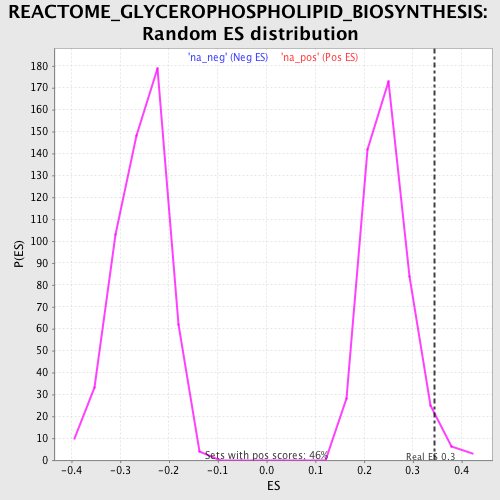 REACTOME_GLYCEROPHOSPHOLIPID_BIOSYNTHESIS:
Random ES distribution
'na_neg' (Neg ES) 'na_pos' (Pos ES)
180
170
160
150
140
130
120
110
100
90
80
70
60
50
40
30
20
10
0
P(ES)
Sets with pos scores: 46%
Real ES 0.3
-0.4 -0.3 -0.2 -0.1 0.0 0.1 0.2 0.3 0.4
ES